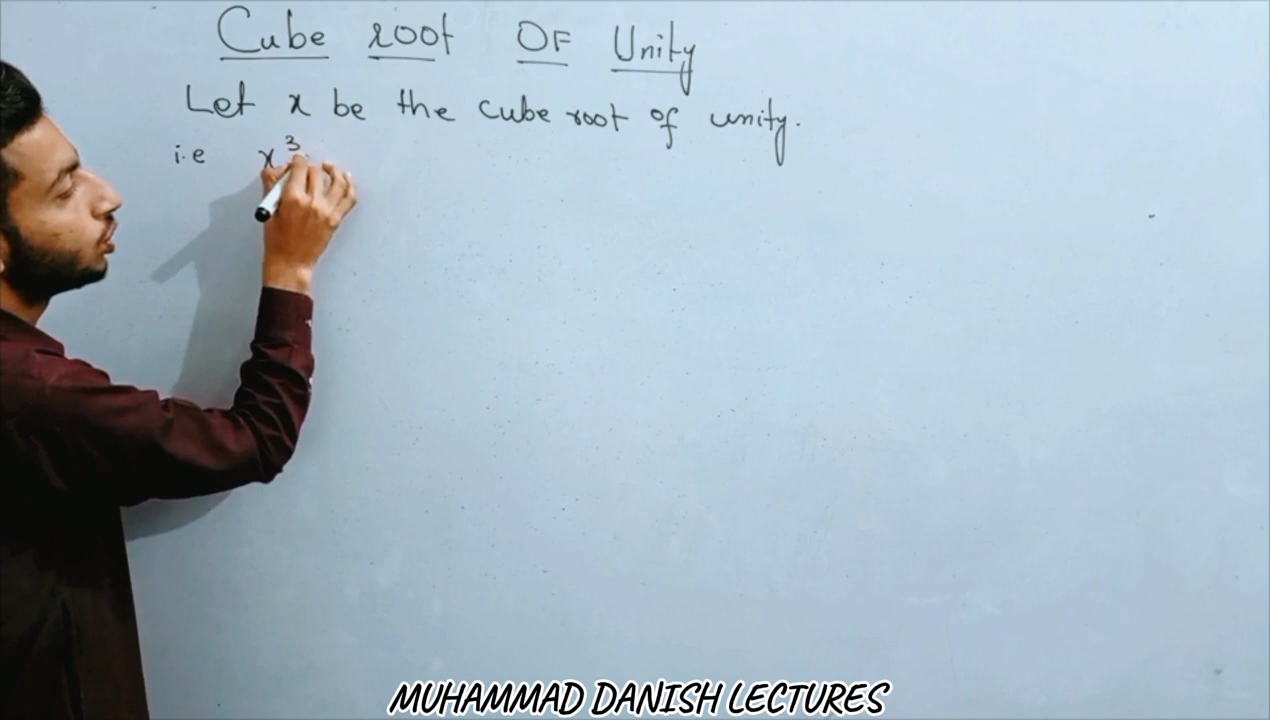 Cube root OF Unity
Let x be the cube root of unity.
i.e x³
MUHAMMAD DANISH LECTURES